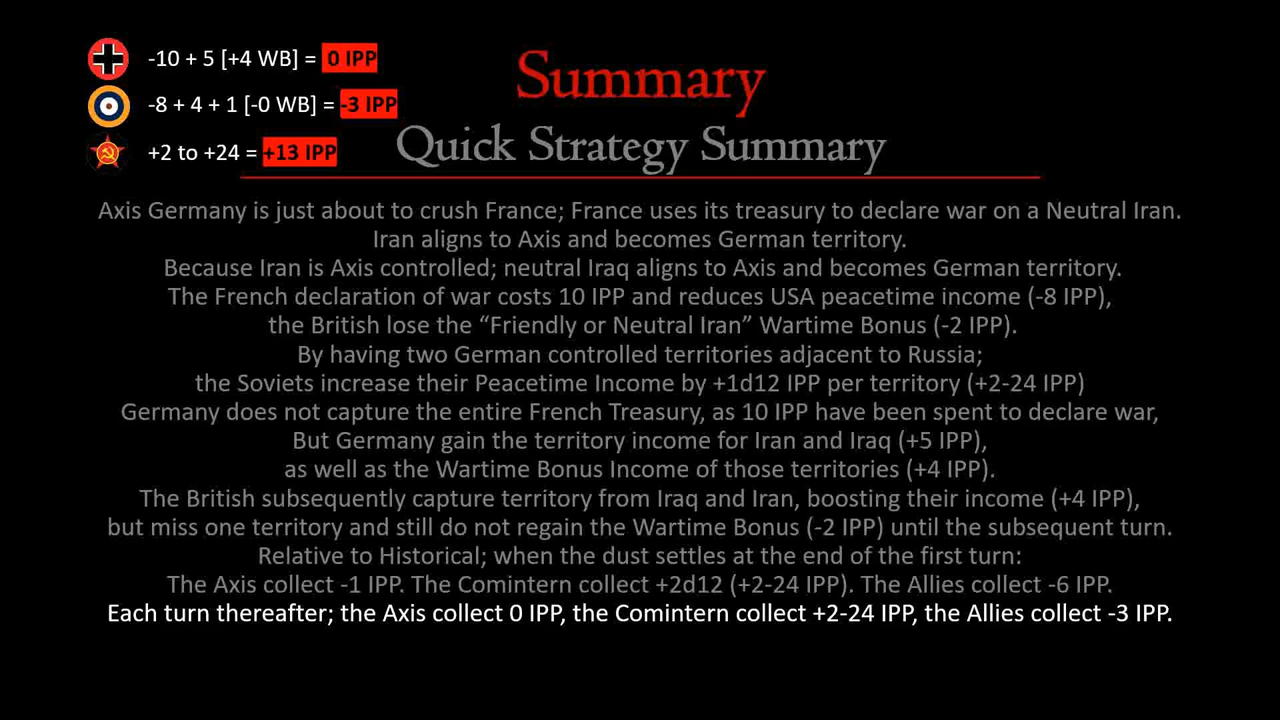 -10 + 5 [+4 WB] = 0 IPP
-8 + 4 + 1 [-0 WB] = -3 IPP
+2 to +24 = +13 IPP
Summary
Quick Strategy Summary
Axis Germany is just about to crush France; France uses its treasury to declare war on a Neutral Iran.
Iran aligns to Axis and becomes German territory.
Because Iran is Axis controlled; neutral Iraq aligns to Axis and becomes German territory.
The French declaration of war costs 10 IPP and reduces USA peacetime income (-8 IPP),
the British lose the “Friendly or Neutral Iran” Wartime Bonus (-2 IPP).
By having two German controlled territories adjacent to Russia;
the Soviets increase their Peacetime Income by +1d12 IPP per territory (+2-24 IPP)
Germany does not capture the entire French Treasury, as 10 IPP have been spent to declare war,
But Germany gain the territory income for Iran and Iraq (+5 IPP),
as well as the Wartime Bonus Income of those territories (+4 IPP).
The British subsequently capture territory from Iraq and Iran, boosting their income (+4 IPP),
but miss one territory and still do not regain the Wartime Bonus (-2 IPP) until the subsequent turn.
Relative to Historical; when the dust settles at the end of the first turn:
The Axis collect -1 IPP. The Comintern collect +2d12 (+2-24 IPP). The Allies collect -6 IPP.
Each turn thereafter; the Axis collect 0 IPP, the Comintern collect +2-24 IPP, the Allies collect -3 IPP.